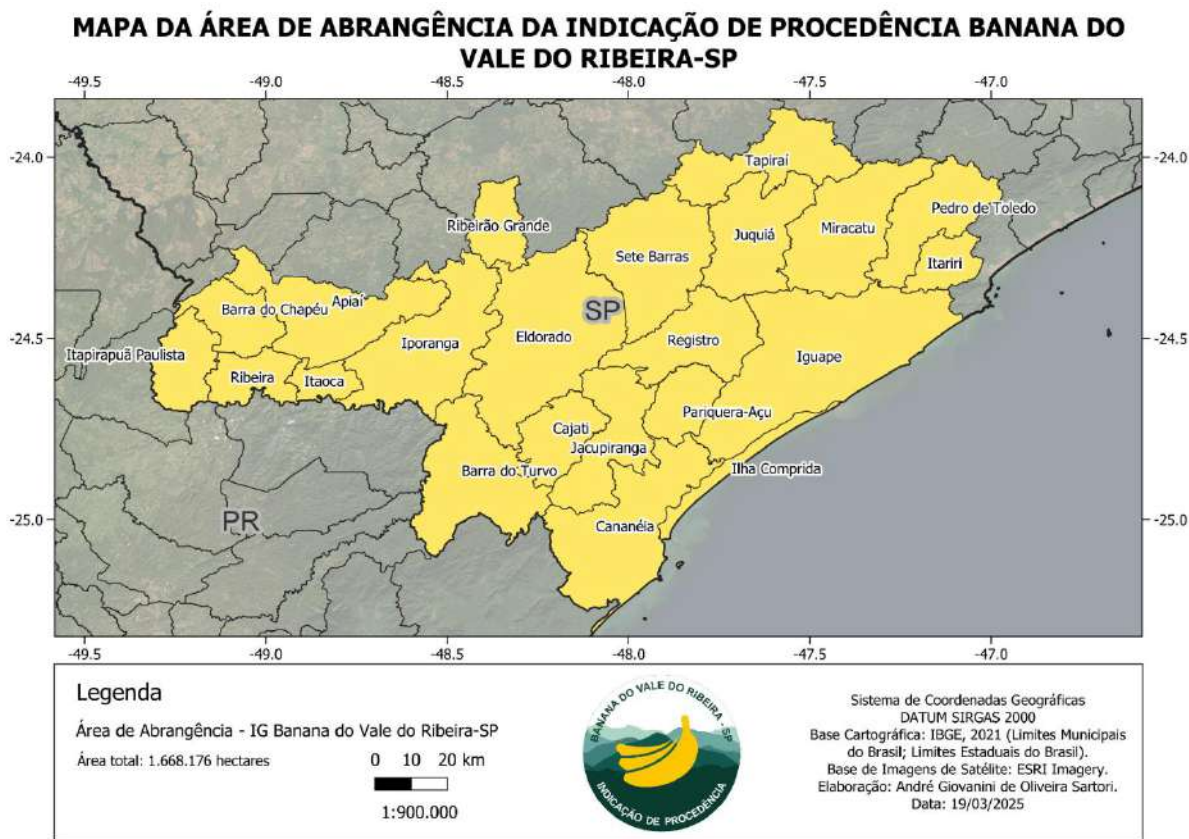 MAPA DA ÁREA DE ABRANGÊNCIA DA INDICAÇÃO DE PROCEDÊNCIA BANANA DO
VALE DO RIBEIRA-SP
-49.5
-49.0
-48.5
-48.0
-47.5
-47.0
-24.0
-24.0
Tapiraí
Ribeirão Grande
Pedro de Toledo
Juquiá
Miracatu
Sete Barras
Itariri
Apiaí
Barra do Chapéu
SP
Itapirapuã Paulista
Iporanga
Eldorado
Registro
Iguape
-24.5
-24.5
Ribeira
Itaoca
Pariquera-Açu
Cajati
Jacupiranga
Barra do Turvo
Ilha Comprida
PR
Cananéia
-25.0
-25.0
-49.5
-49.0
-48.5
-48.0
-47.5
-47.0
Legenda
Área de Abrangência - IG Banana do Vale do Ribeira-SP
Área total: 1.668.176 hectares
0 10 20 km
1:900.000
BANANA DO VALE DO RIBEIRA - SP
INDICAÇÃO DE PROCEDÊNCIA
Sistema de Coordenadas Geográficas
DATUM SIRGAS 2000
Base Cartográfica: IBGE, 2021 (Limites Municipais
do Brasil; Limites Estaduais do Brasil).
Base de Imagens de Satélite: ESRI Imagery.
Elaboração: André Giovanini de Oliveira Sartori.
Data: 19/03/2025